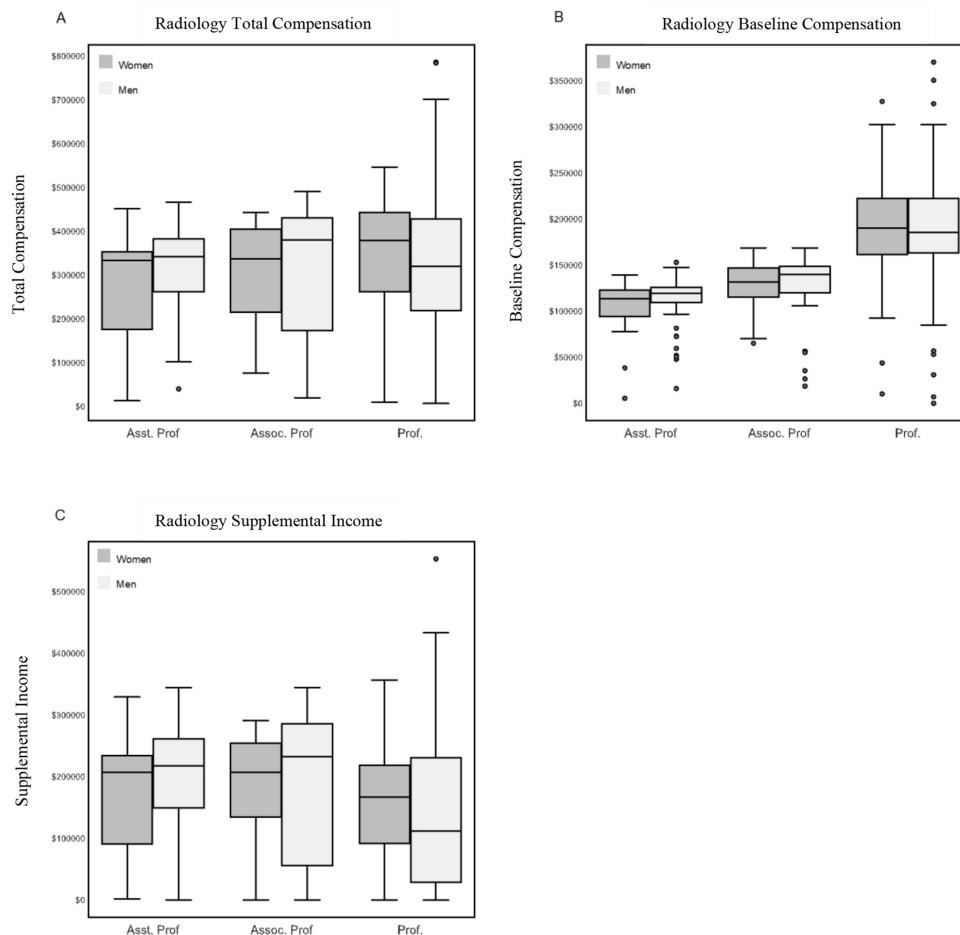 A
Radiology Total Compensation
Women
Men
$800000
$700000
$600000
$500000
$400000
$300000
$200000
$100000
$0
Total Compensation
Asst. Prof
Assoc. Prof
Prof.
B
Radiology Baseline Compensation
Women
Men
$350000
$300000
$250000
$200000
$150000
$100000
$50000
$0
Baseline Compensation
Asst. Prof
Assoc. Prof
Prof.
C
Radiology Supplemental Income
Women
Men
$500000
$400000
$300000
$200000
$100000
$0
Supplemental Income
Asst. Prof
Assoc. Prof
Prof.